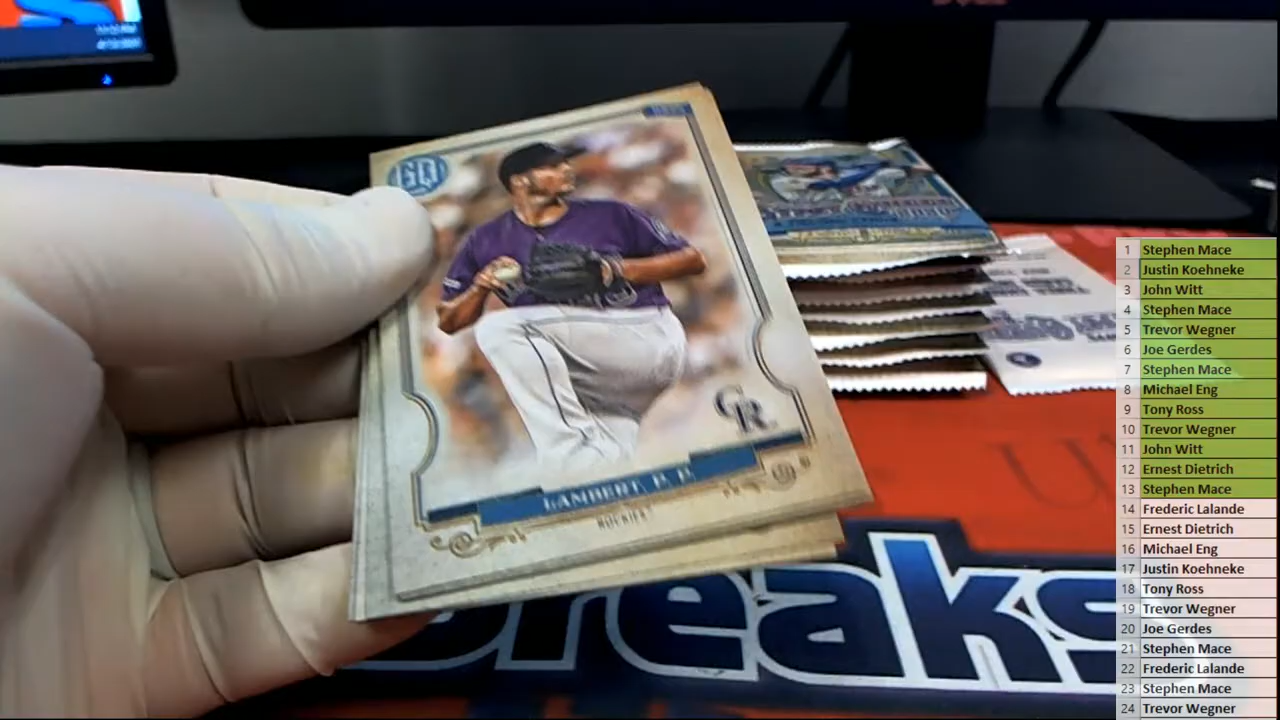 GQ
LAMBERT, P. P.
ROCKIES
CR
Breaks
1 Stephen Mace
2 Justin Koehneke
3 John Witt
4 Stephen Mace
5 Trevor Wegner
6 Joe Gerdes
7 Stephen Mace
8 Michael Eng
9 Tony Ross
10 Trevor Wegner
11 John Witt
12 Ernest Dietrich
13 Stephen Mace
14 Frederic Lalande
15 Ernest Dietrich
16 Michael Eng
17 Justin Koehneke
18 Tony Ross
19 Trevor Wegner
20 Joe Gerdes
21 Stephen Mace
22 Frederic Lalande
23 Stephen Mace
24 Trevor Wegner